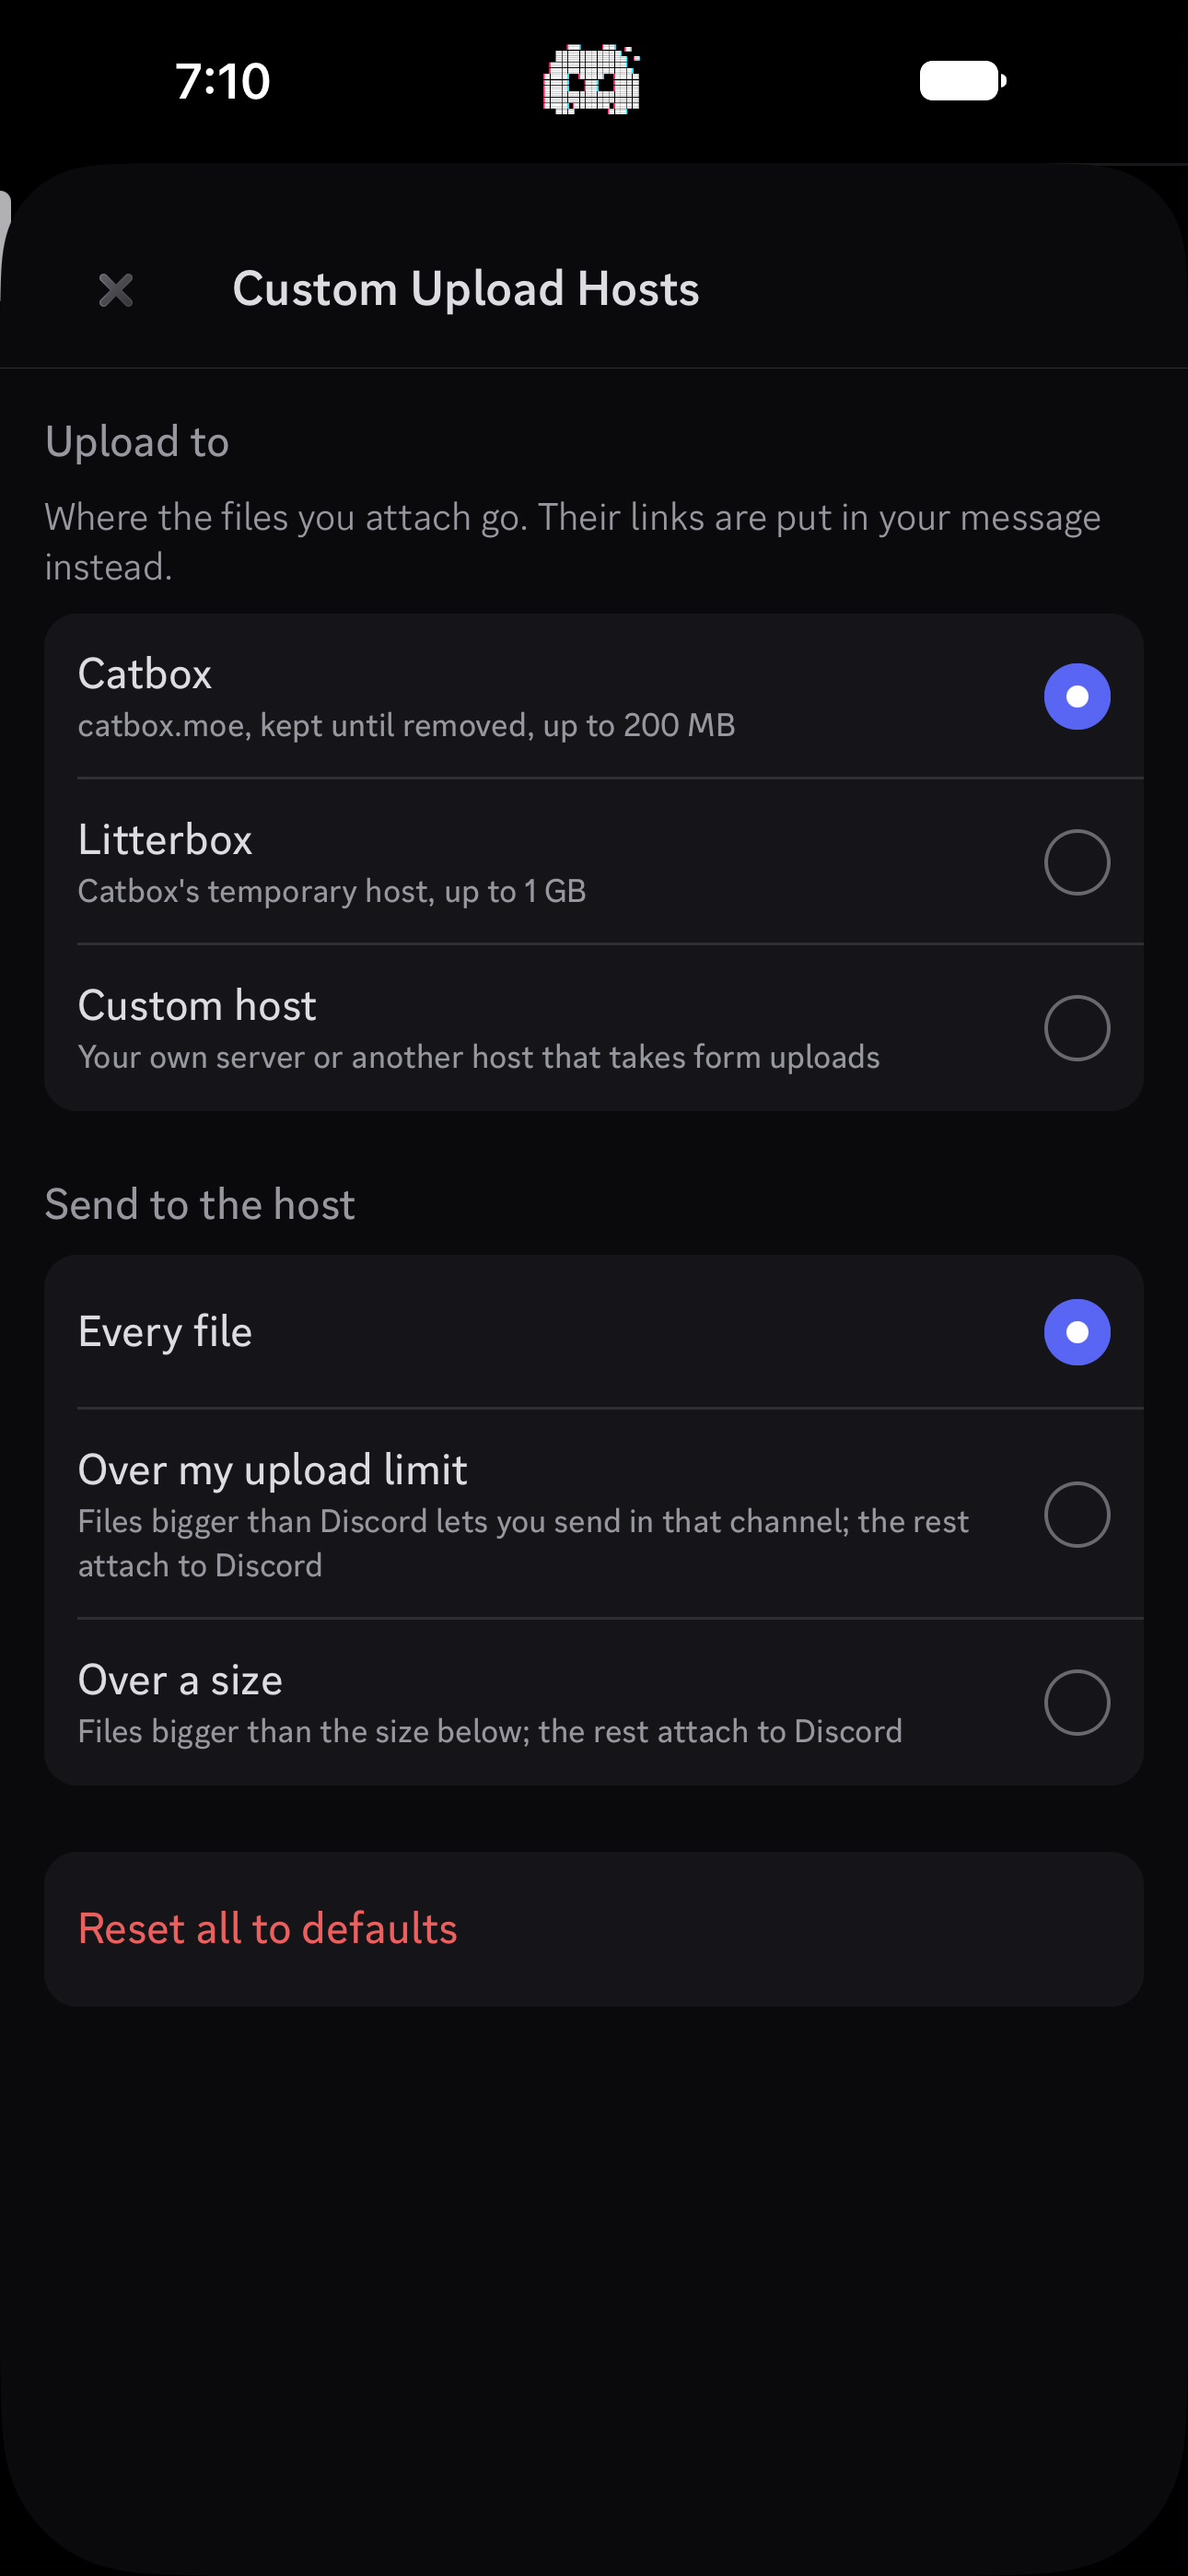 7:10
Custom Upload Hosts
Upload to
Where the files you attach go. Their links are put in your message
instead.
Catbox
catbox.moe, kept until removed, up to 200 MB
Litterbox
Catbox's temporary host, up to 1 GB
Custom host
Your own server or another host that takes form uploads
Send to the host
Every file
Over my upload limit
Files bigger than Discord lets you send in that channel; the rest
attach to Discord
Over a size
Files bigger than the size below; the rest attach to Discord
Reset all to defaults